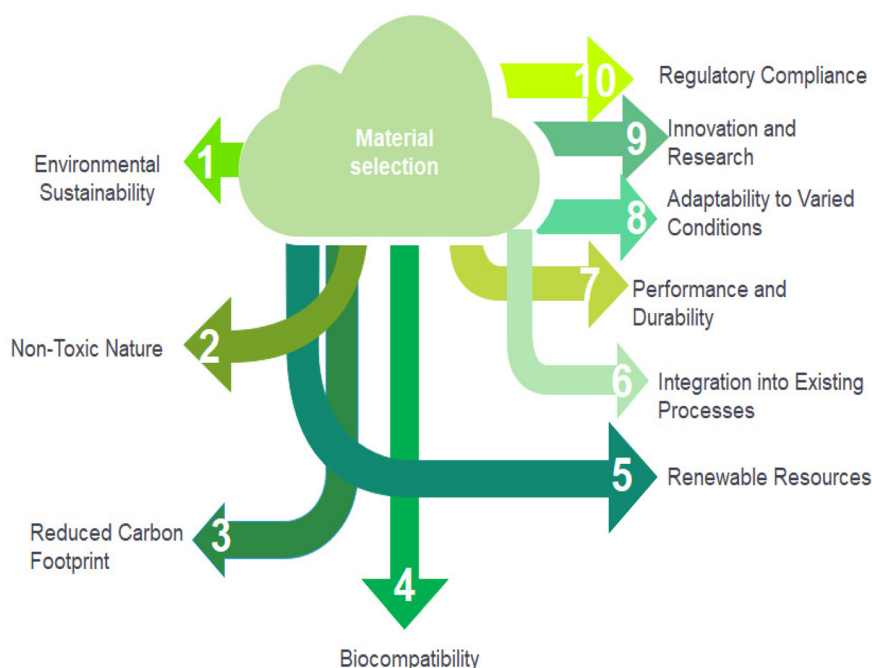 Material
selection
1
Environmental
Sustainability
2
Non-Toxic Nature
3
Reduced Carbon
Footprint
4
Biocompatibility
5
Renewable Resources
6
Integration into Existing
Processes
7
Performance and
Durability
8
Adaptability to Varied
Conditions
9
Innovation and
Research
10
Regulatory Compliance